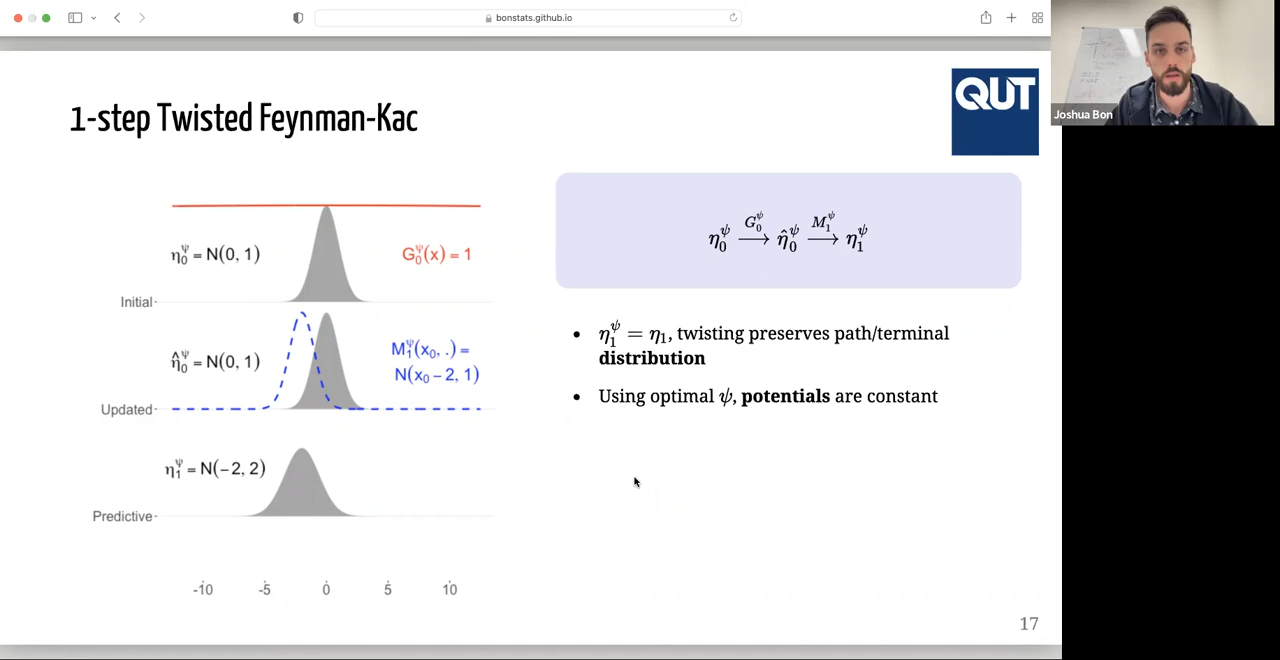 bonstats.github.io
1-step Twisted Feynman-Kac
QUT
Joshua Bon
η₀^ψ = N(0, 1)
G₀^ψ(x) = 1
Initial
η̂₀^ψ = N(0, 1)
M₁^ψ(x₀, .) =
N(x₀ – 2, 1)
Updated
η₁^ψ = N(–2, 2)
Predictive
-10 -5 0 5 10
G₀^ψ M₁^ψ
η₀^ψ ⟶ η̂₀^ψ ⟶ η₁^ψ
• η₁^ψ = η₁, twisting preserves path/terminal
distribution
• Using optimal ψ, potentials are constant
17